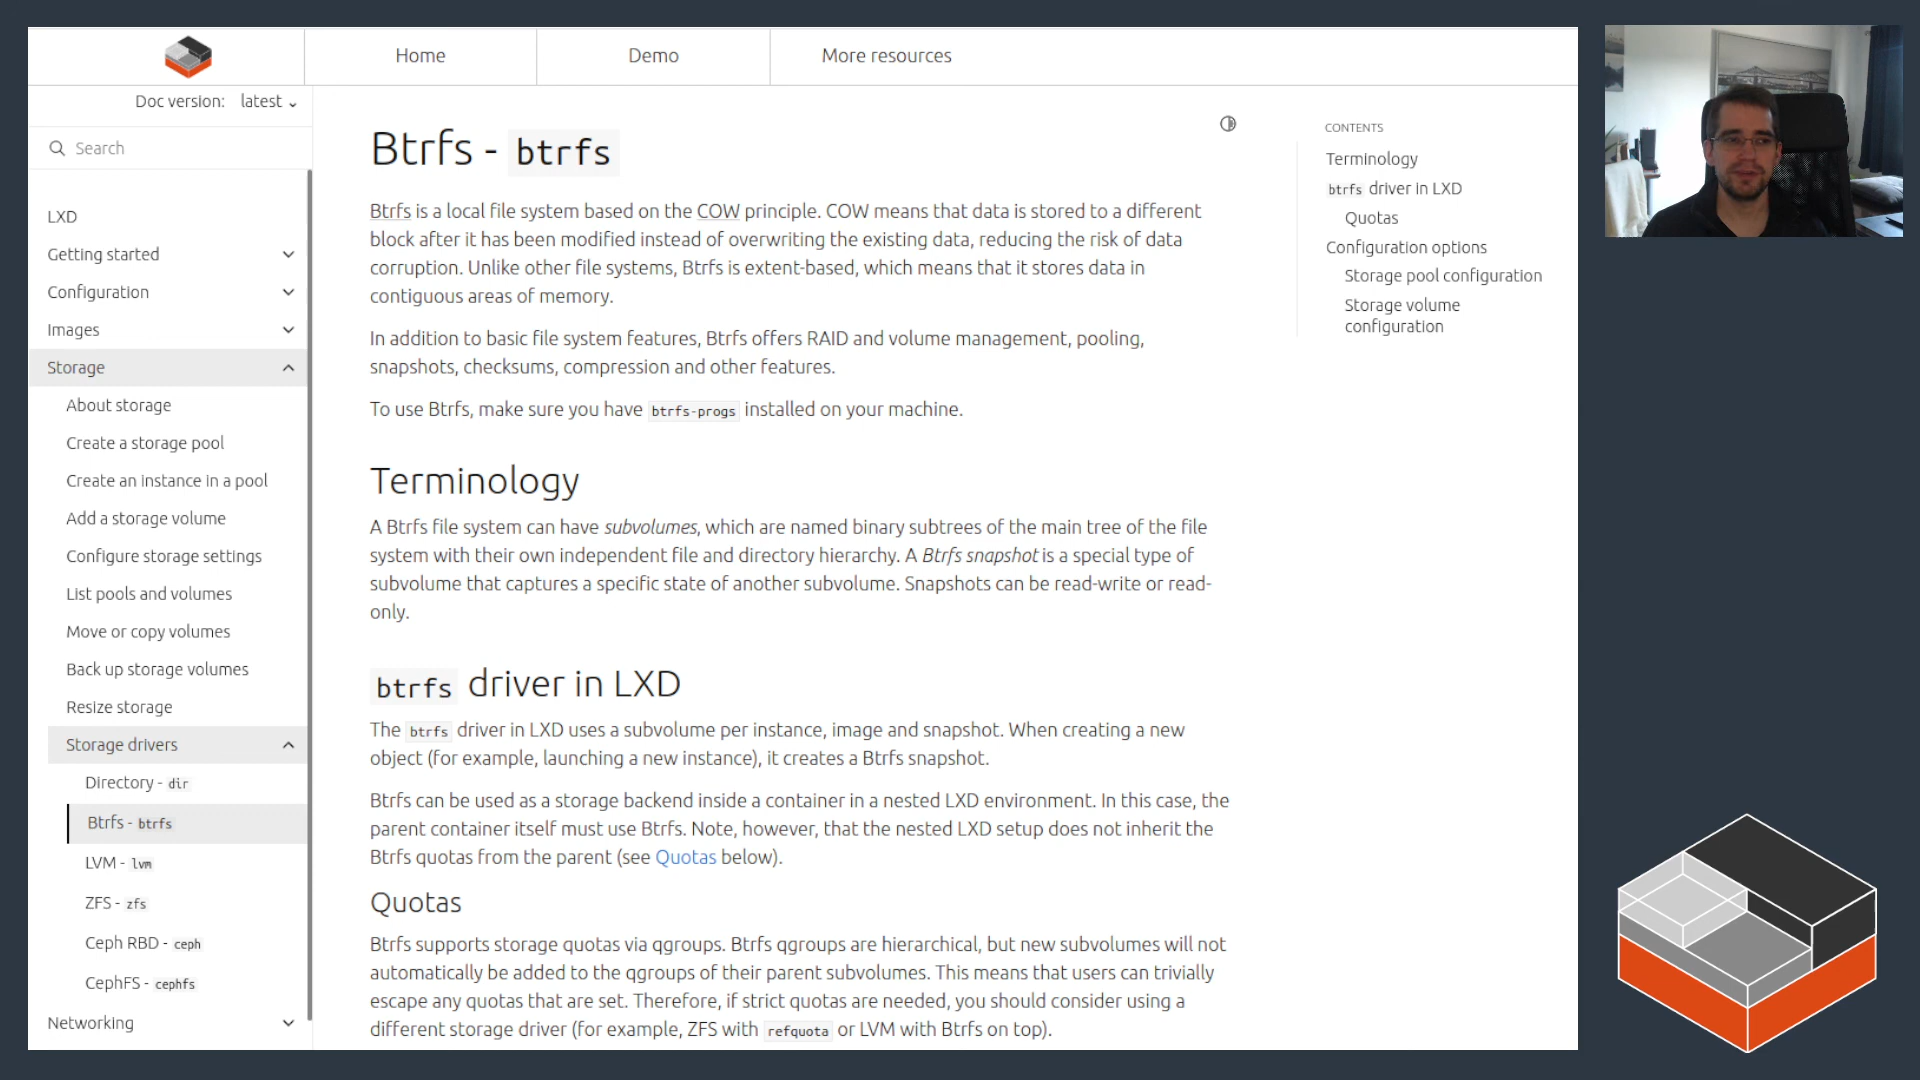 Home
Demo
More resources
Doc version: latest
Search
LXD
Getting started
Configuration
Images
Storage
About storage
Create a storage pool
Create an instance in a pool
Add a storage volume
Configure storage settings
List pools and volumes
Move or copy volumes
Back up storage volumes
Resize storage
Storage drivers
Directory - dir
Btrfs - btrfs
LVM - lvm
ZFS - zfs
Ceph RBD - ceph
CephFS - cephfs
Networking
Btrfs - btrfs
Btrfs is a local file system based on the COW principle. COW means that data is stored to a different
block after it has been modified instead of overwriting the existing data, reducing the risk of data
corruption. Unlike other file systems, Btrfs is extent-based, which means that it stores data in
contiguous areas of memory.
In addition to basic file system features, Btrfs offers RAID and volume management, pooling,
snapshots, checksums, compression and other features.
To use Btrfs, make sure you have btrfs-progs installed on your machine.
Terminology
A Btrfs file system can have subvolumes, which are named binary subtrees of the main tree of the file
system with their own independent file and directory hierarchy. A Btrfs snapshot is a special type of
subvolume that captures a specific state of another subvolume. Snapshots can be read-write or read-
only.
btrfs driver in LXD
The btrfs driver in LXD uses a subvolume per instance, image and snapshot. When creating a new
object (for example, launching a new instance), it creates a Btrfs snapshot.
Btrfs can be used as a storage backend inside a container in a nested LXD environment. In this case, the
parent container itself must use Btrfs. Note, however, that the nested LXD setup does not inherit the
Btrfs quotas from the parent (see Quotas below).
Quotas
Btrfs supports storage quotas via qgroups. Btrfs qgroups are hierarchical, but new subvolumes will not
automatically be added to the qgroups of their parent subvolumes. This means that users can trivially
escape any quotas that are set. Therefore, if strict quotas are needed, you should consider using a
different storage driver (for example, ZFS with refquota or LVM with Btrfs on top).
CONTENTS
Terminology
btrfs driver in LXD
Quotas
Configuration options
Storage pool configuration
Storage volume
configuration